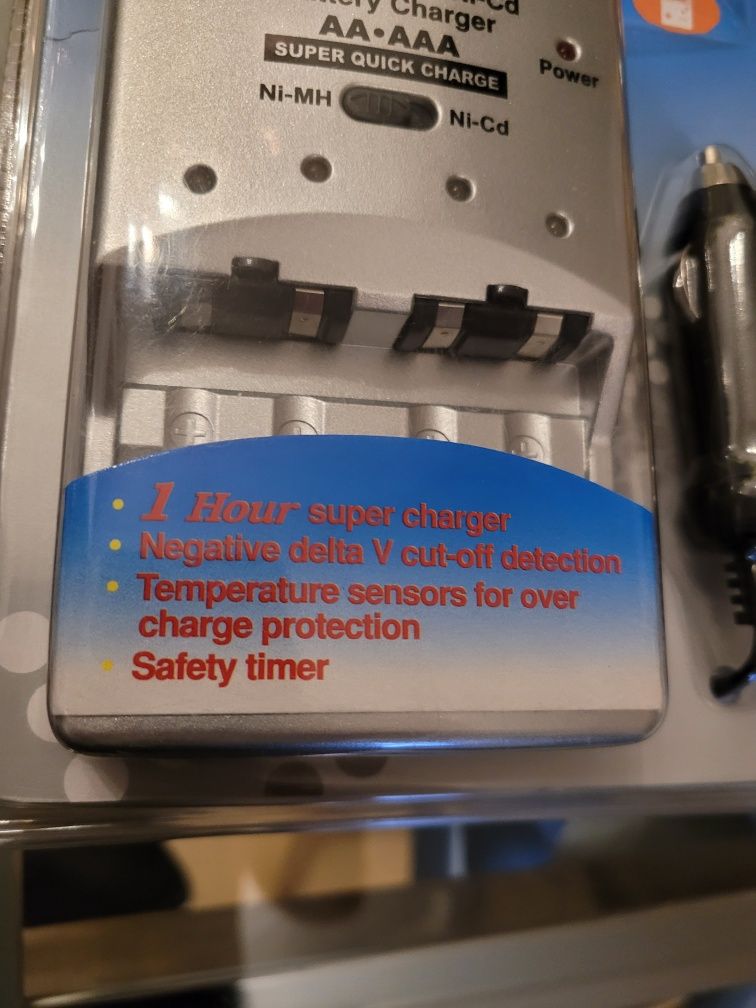 Charger
AA•AAA
SUPER QUICK CHARGE
Power
Ni-MH
Ni-Cd
• 1 Hour super charger
• Negative delta V cut-off detection
• Temperature sensors for over
charge protection
• Safety timer